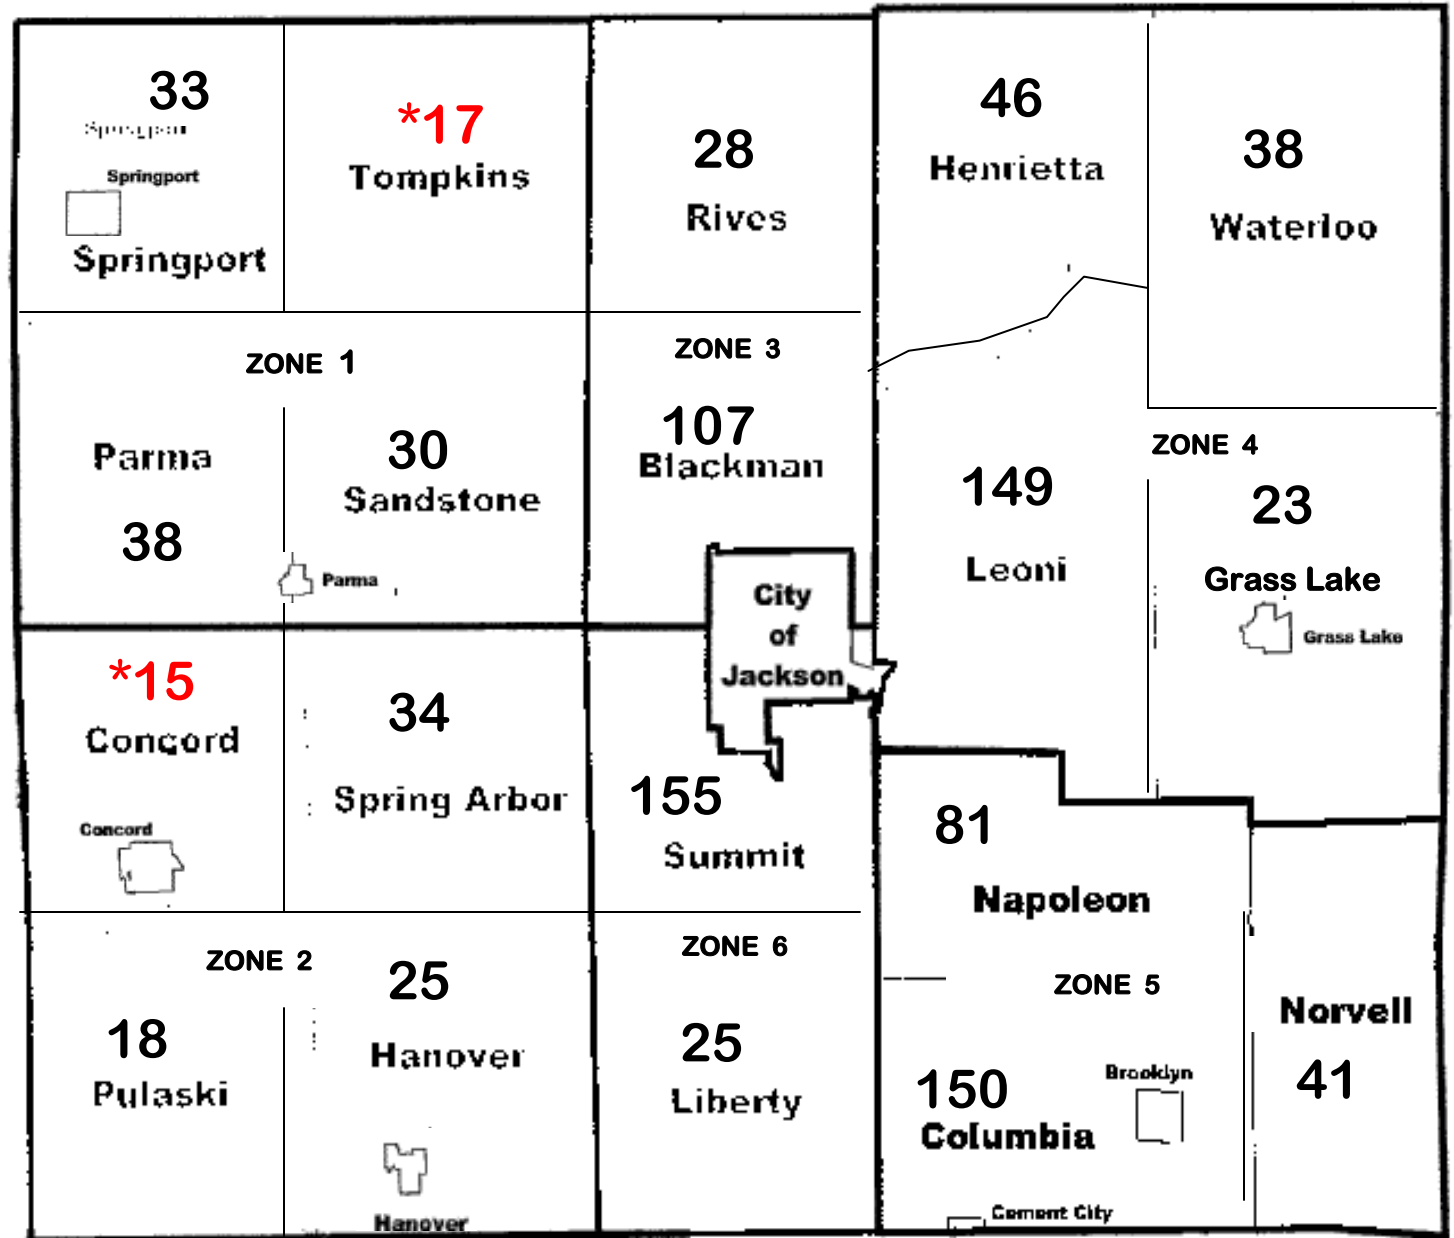 33
Springport
Springport
Springport
*17
Tompkins
28
Rives
46
Henrietta
38
Waterloo
ZONE 1
Parma
38
30
Sandstone
Parma
ZONE 3
107
Blackman
City
of
Jackson
ZONE 4
149
Leoni
23
Grass Lake
Grass Lake
*15
Concord
Concord
34
Spring Arbor
155
Summit
81
Napoleon
ZONE 2
18
Pulaski
25
Hanover
Hanover
ZONE 6
25
Liberty
ZONE 5
150
Columbia
Brooklyn
Cement City
Norvell
41